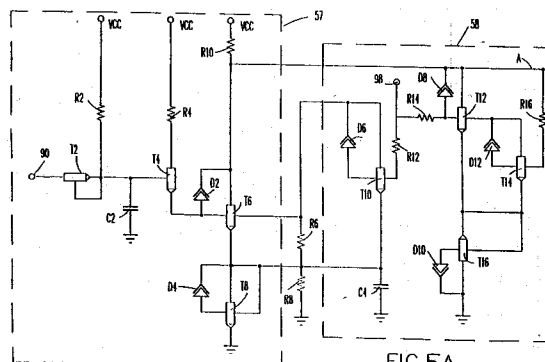 VCC
VCC
VCC
57
58
R10
R2
R4
98
D8
A
R14
T12
R16
D6
R12
D12
90
T2
T4
T10
T14
D2
T6
C2
R6
D10
T16
D4
T8
R8
C4
FIG.5A